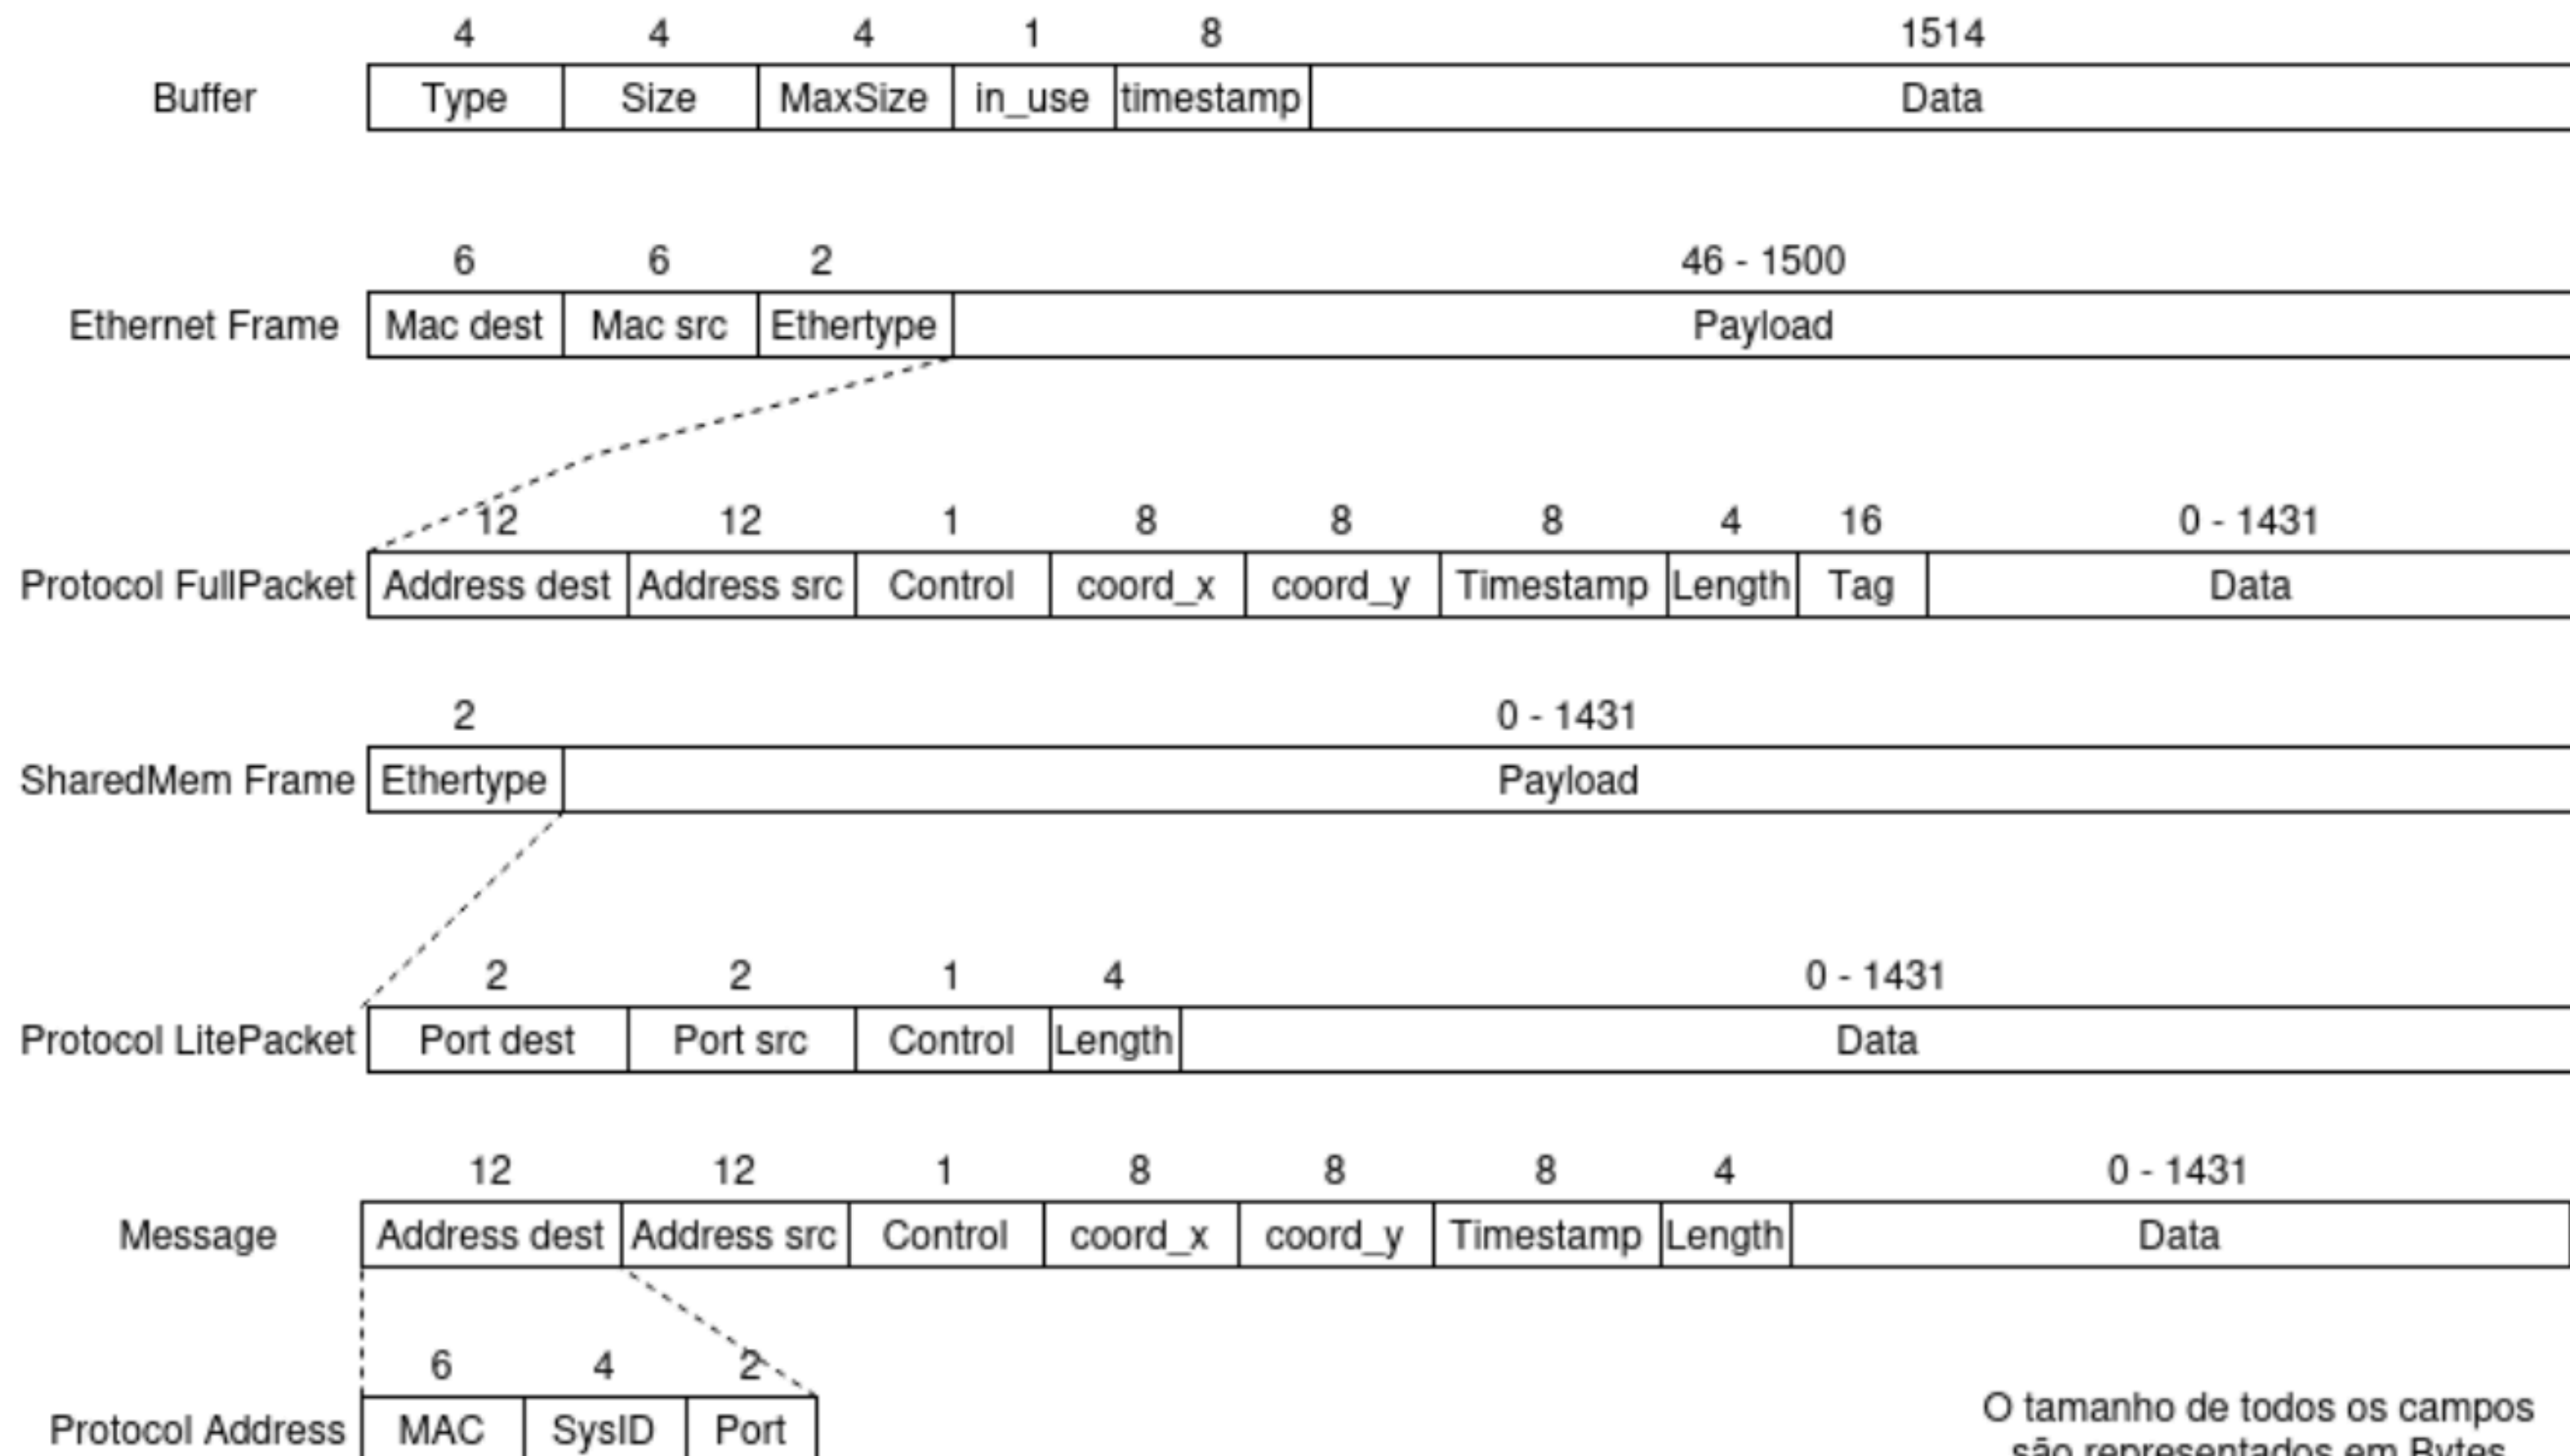 4 4 4 1 8 1514
Buffer Type Size MaxSize in_use timestamp Data
6 6 2 46 - 1500
Ethernet Frame Mac dest Mac src Ethertype Payload
12 12 1 8 8 8 4 16 0 - 1431
Protocol FullPacket Address dest Address src Control coord_x coord_y Timestamp Length Tag Data
2 0 - 1431
SharedMem Frame Ethertype Payload
2 2 1 4 0 - 1431
Protocol LitePacket Port dest Port src Control Length Data
12 12 1 8 8 8 4 0 - 1431
Message Address dest Address src Control coord_x coord_y Timestamp Length Data
6 4 2
Protocol Address MAC SysID Port
O tamanho de todos os campos
são representados em Bytes